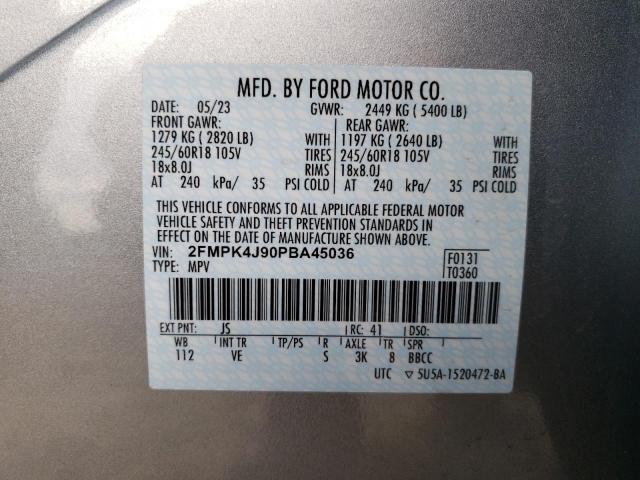 MFD. BY FORD MOTOR CO.
DATE: 05/23 GVWR: 2449 KG ( 5400 LB)
FRONT GAWR: REAR GAWR:
1279 KG ( 2820 LB) WITH 1197 KG ( 2640 LB) WITH
245/60R18 105V TIRES 245/60R18 105V TIRES
18x8.0J RIMS 18x8.0J RIMS
AT 240 kPa/ 35 PSI COLD AT 240 kPa/ 35 PSI COLD
THIS VEHICLE CONFORMS TO ALL APPLICABLE FEDERAL MOTOR
VEHICLE SAFETY AND THEFT PREVENTION STANDARDS IN
EFFECT ON THE DATE OF MANUFACTURE SHOWN ABOVE.
VIN: 2FMPK4J90PBA45036 F0131
TYPE: MPV T0360
EXT PNT: JS RC: 41 DSO:
WB INT TR TP/PS R AXLE TR SPR
112 VE S 3K 8 BBCC
UTC ▽ 5U5A-1520472-BA